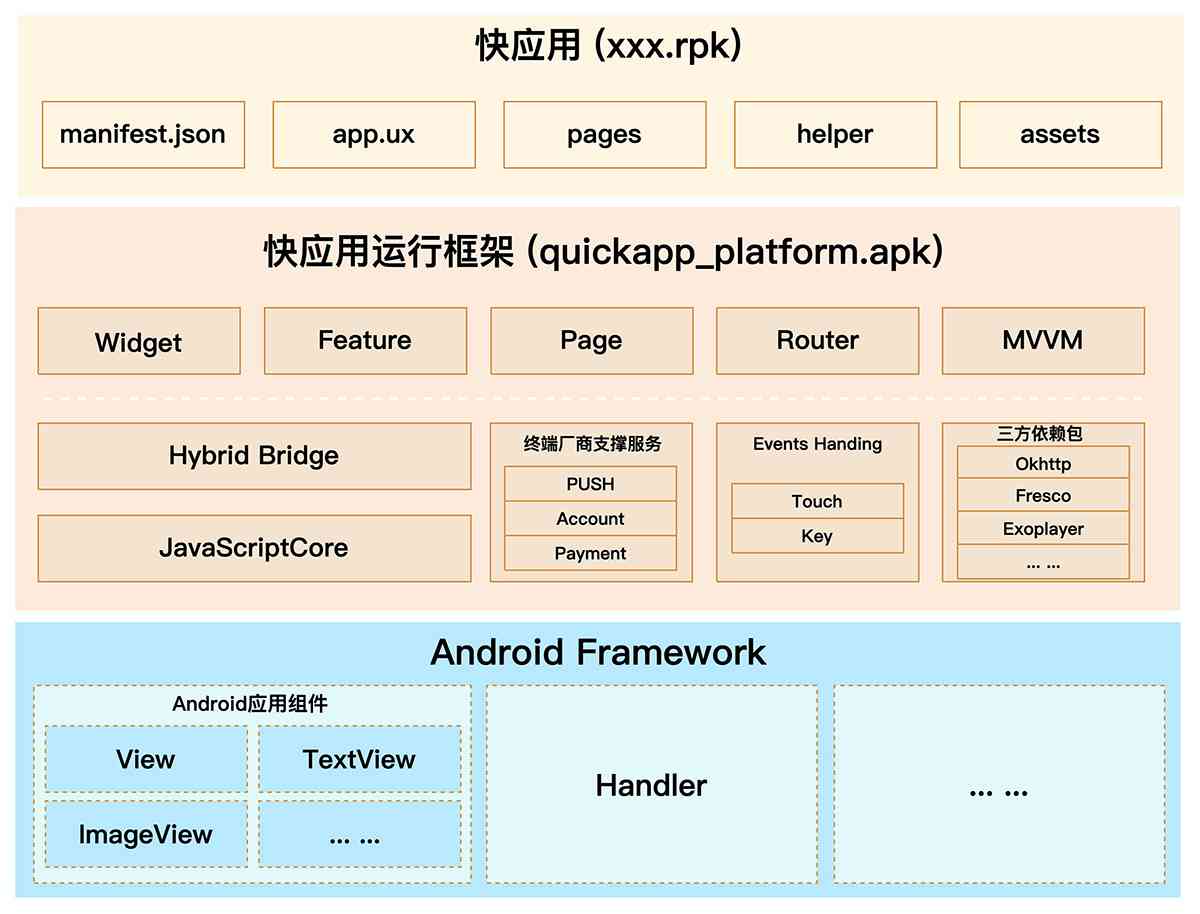 快应用 (xxx.rpk)
manifest.json
app.ux
pages
helper
assets
快应用运行框架 (quickapp_platform.apk)
Widget
Feature
Page
Router
MVVM
Hybrid Bridge
JavaScriptCore
终端厂商支撑服务
PUSH
Account
Payment
Events Handing
Touch
Key
三方依赖包
Okhttp
Fresco
Exoplayer
... ...
Android Framework
Android应用组件
View
TextView
ImageView
... ...
Handler
... ...